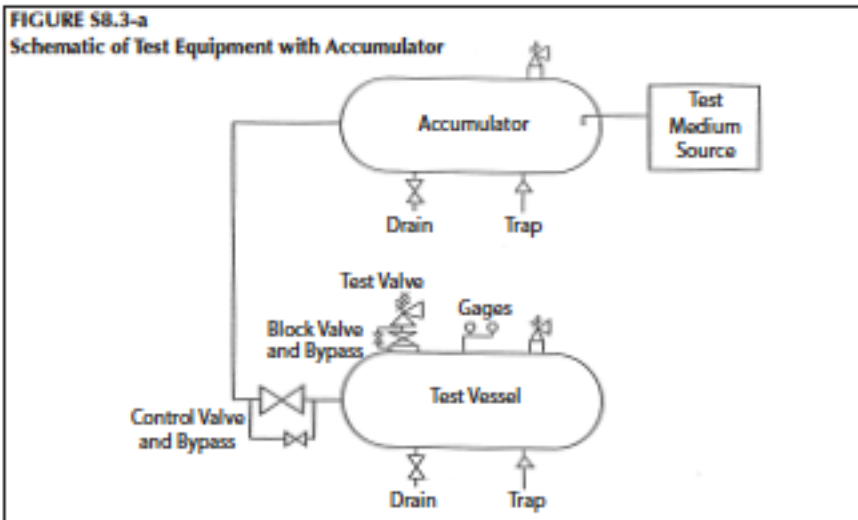 FIGURE S8.3-a
Schematic of Test Equipment with Accumulator
Accumulator
Test
Medium
Source
Drain
Trap
Test Valve
Gages
Block Valve
and Bypass
Test Vessel
Control Valve
and Bypass
Drain
Trap